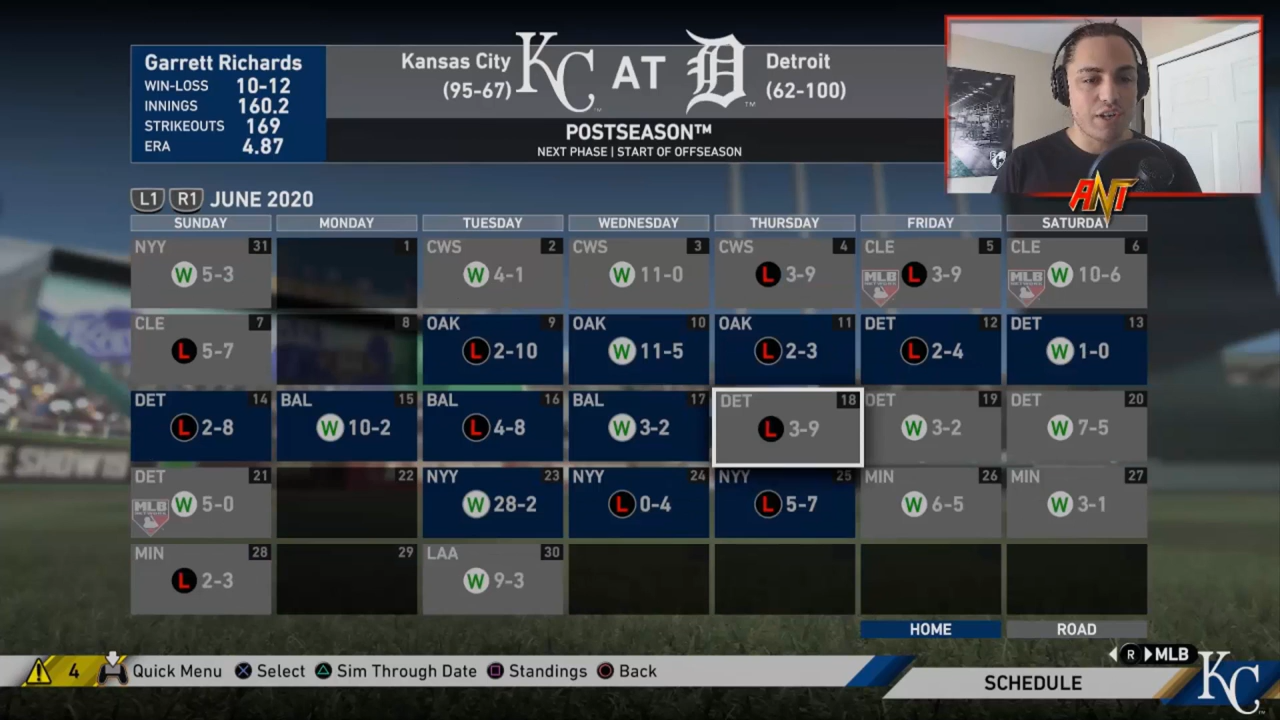 Garrett Richards
WIN-LOSS 10-12
INNINGS 160.2
STRIKEOUTS 169
ERA 4.87
Kansas City
(95-67)
KC AT D
Detroit
(62-100)
POSTSEASON™
NEXT PHASE | START OF OFFSEASON
ANT
L1 R1 JUNE 2020
SUNDAY MONDAY TUESDAY WEDNESDAY THURSDAY FRIDAY SATURDAY
NYY 31 1 CWS 2 CWS 3 CWS 4 CLE 5 CLE 6
W 5-3 W 4-1 W 11-0 L 3-9 MLB NETWORK L 3-9 MLB NETWORK W 10-6
CLE 7 8 OAK 9 OAK 10 OAK 11 DET 12 DET 13
L 5-7 L 2-10 W 11-5 L 2-3 L 2-4 W 1-0
DET 14 BAL 15 BAL 16 BAL 17 DET 18 DET 19 DET 20
L 2-8 W 10-2 L 4-8 W 3-2 L 3-9 W 3-2 W 7-5
DET 21 22 NYY 23 NYY 24 NYY 25 MIN 26 MIN 27
MLB NETWORK W 5-0 W 28-2 L 0-4 L 5-7 W 6-5 W 3-1
MIN 28 29 LAA 30
L 2-3 W 9-3
HOME ROAD
R MLB
4 Quick Menu Select Sim Through Date Standings Back
SCHEDULE
KC